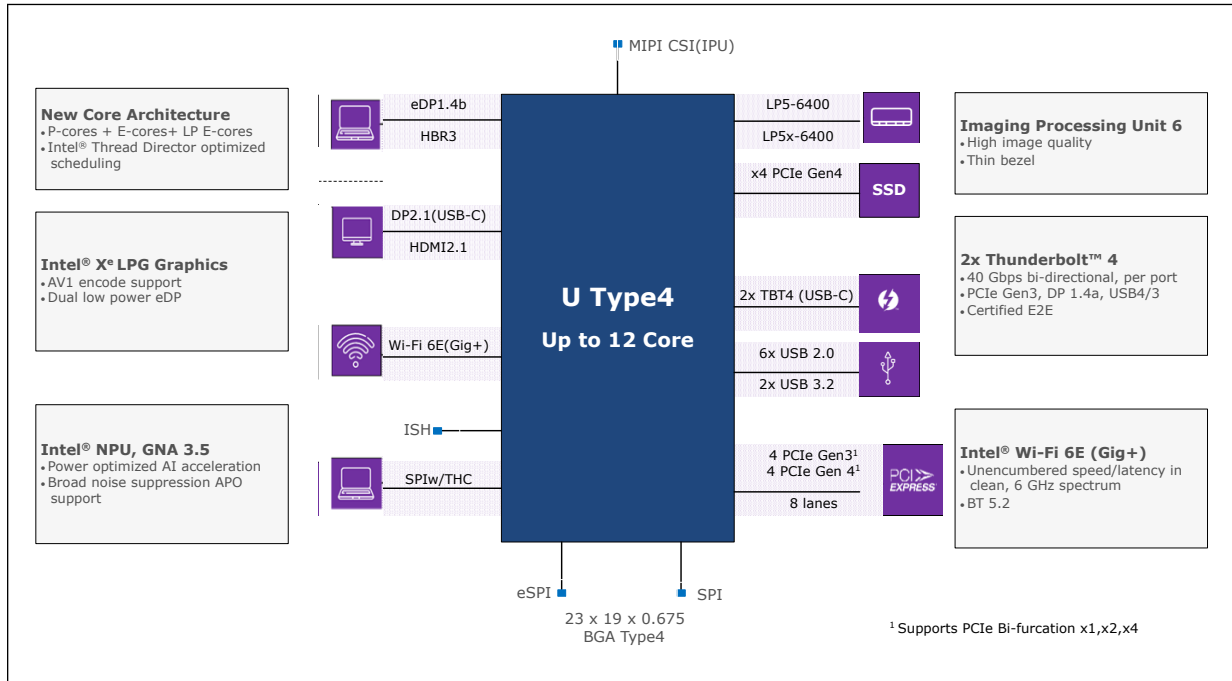 MIPI CSI(IPU)
New Core Architecture
• P-cores + E-cores+ LP E-cores
• Intel® Thread Director optimized
scheduling
Intel® Xᵉ LPG Graphics
• AV1 encode support
• Dual low power eDP
Intel® NPU, GNA 3.5
• Power optimized AI acceleration
• Broad noise suppression APO
support
eDP1.4b
HBR3
DP2.1(USB-C)
HDMI2.1
Wi-Fi 6E(Gig+)
ISH
SPIw/THC
U Type4
Up to 12 Core
LP5-6400
LP5x-6400
x4 PCIe Gen4
SSD
2x TBT4 (USB-C)
6x USB 2.0
2x USB 3.2
4 PCIe Gen3¹
4 PCIe Gen 4¹
8 lanes
PCI
EXPRESS
Imaging Processing Unit 6
• High image quality
• Thin bezel
2x Thunderbolt™ 4
• 40 Gbps bi-directional, per port
• PCIe Gen3, DP 1.4a, USB4/3
• Certified E2E
Intel® Wi-Fi 6E (Gig+)
• Unencumbered speed/latency in
clean, 6 GHz spectrum
• BT 5.2
eSPI
SPI
23 x 19 x 0.675
BGA Type4
¹ Supports PCIe Bi-furcation x1,x2,x4